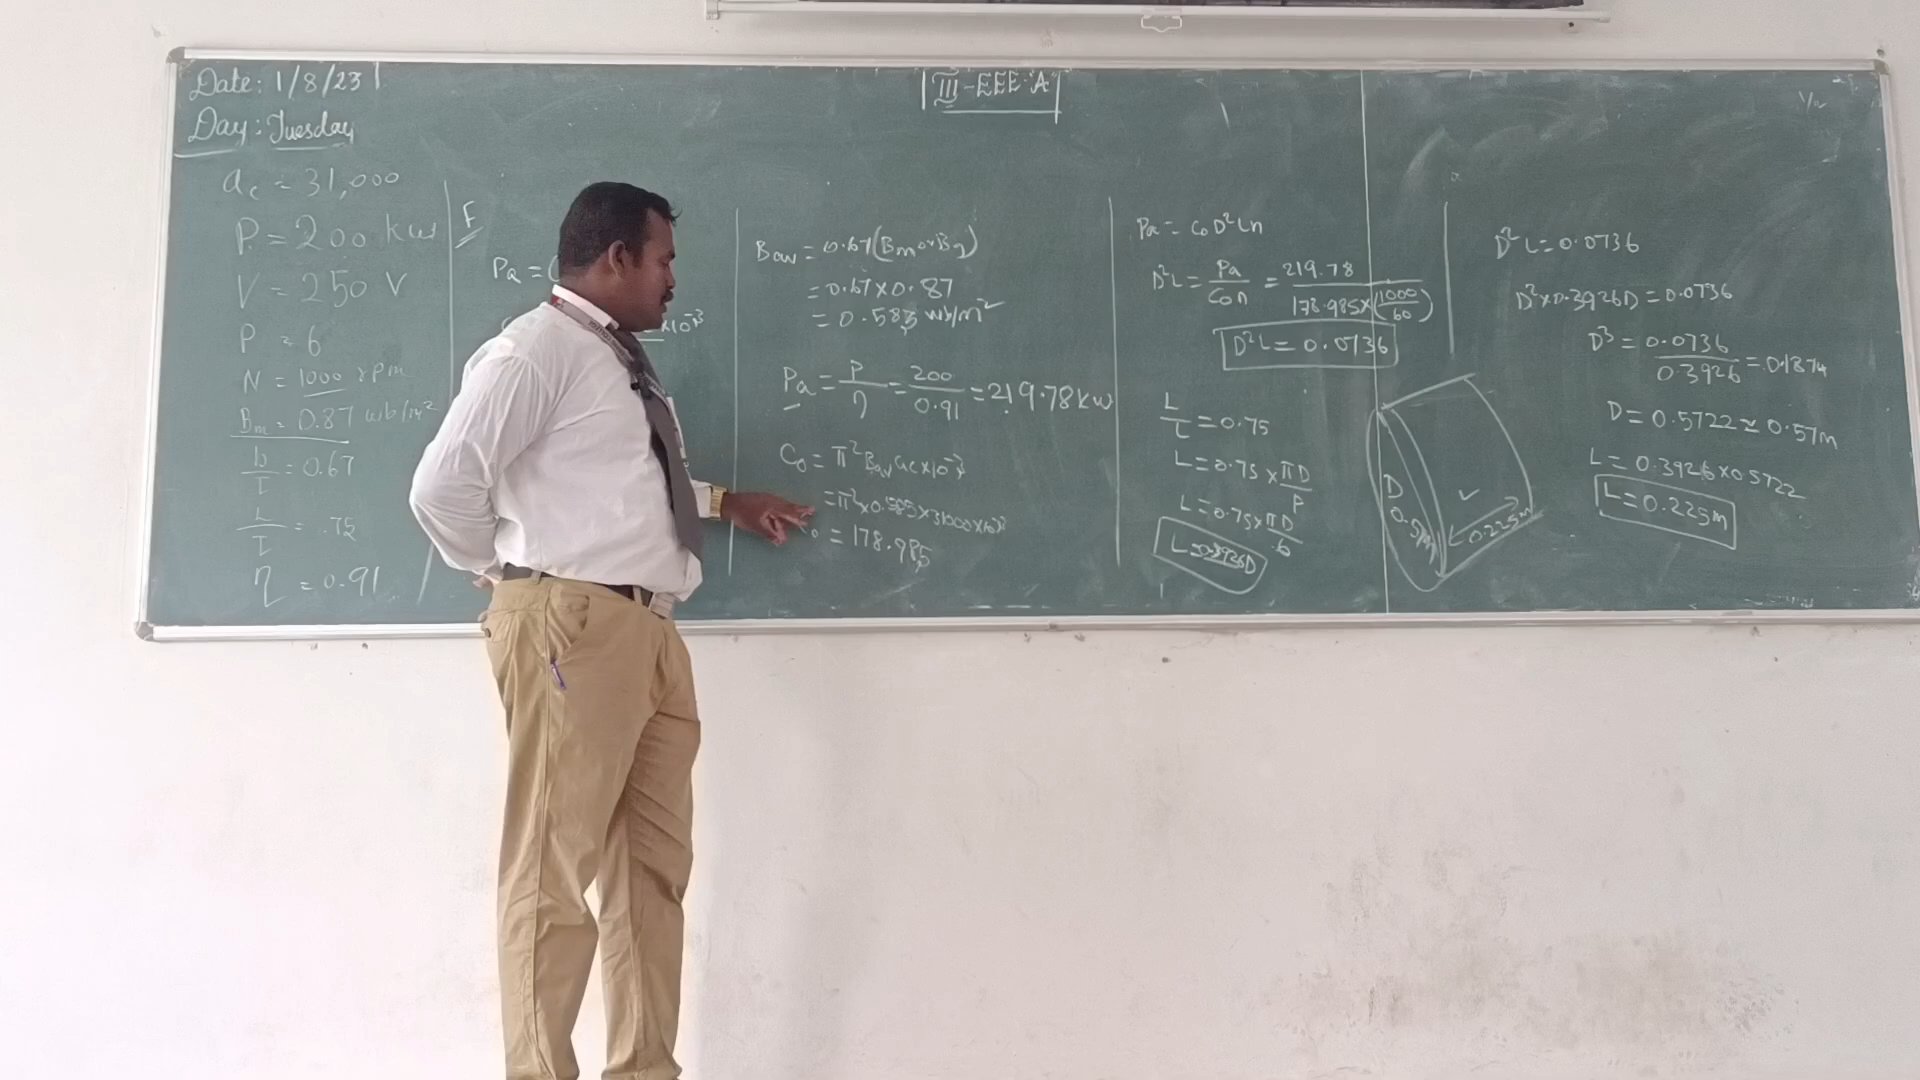 Date: 1/8/23
Day: Tuesday
III - EEE "A"
ac = 31,000
P = 200 kw
V = 250 V
P = 6
N = 1000 rpm
Bm = 0.87 wb/m²
b/τ = 0.67
L/τ = .75
η = 0.91
F
Pa =
x10⁻³
Bav = 0.67 (Bm or Bg)
= 0.67 x 0.87
= 0.583 wb/m²
Pa = P/η = 200/0.91 = 219.78 kw
C₀ = π² Bav ac x 10⁻³
= π² x 0.585 x 31000 x 10⁻³
= 178.985
Pa = C₀D²Ln
D²L = Pa/C₀n = 219.78/178.985 x (1000/60)
D²L = 0.0736
L/τ = 0.75
L = 0.75 x πD/P
L = 0.75 x πD/6
L = 0.3926D
D
0.57m
L
0.225m
D²L = 0.0736
D² x 0.3926D = 0.0736
D³ = 0.0736/0.3926 = 0.1874
D = 0.5722 ≃ 0.57m
L = 0.3926 x 0.5722
L = 0.225m